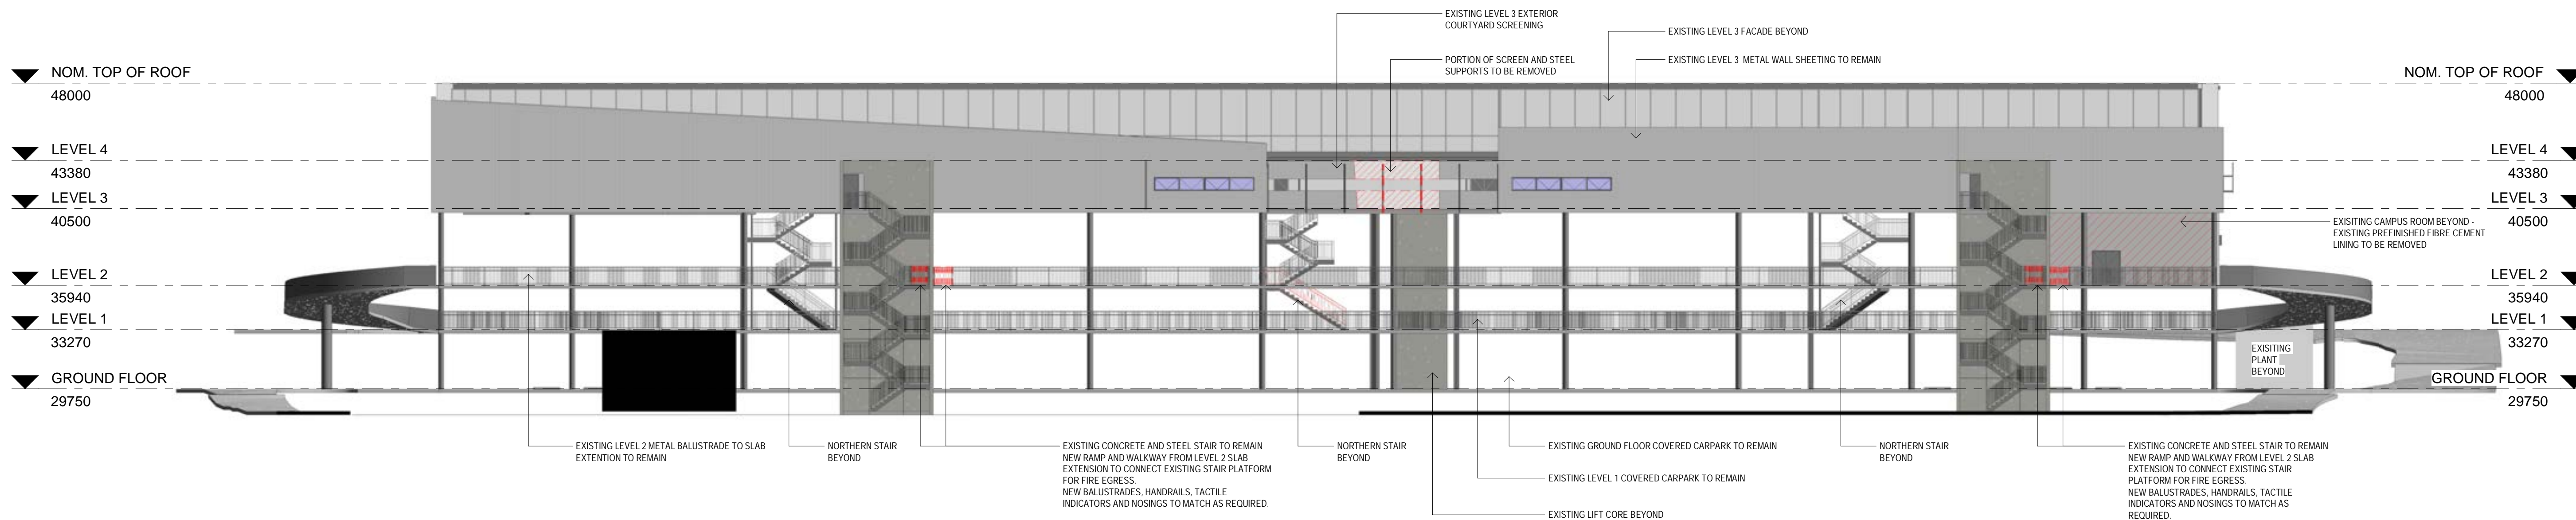 EXISTING LEVEL 3 EXTERIOR
COURTYARD SCREENING
EXISTING LEVEL 3 FACADE BEYOND
PORTION OF SCREEN AND STEEL
SUPPORTS TO BE REMOVED
EXISTING LEVEL 3 METAL WALL SHEETING TO REMAIN
NOM. TOP OF ROOF
48000
LEVEL 4
43380
LEVEL 3
40500
LEVEL 2
35940
LEVEL 1
33270
GROUND FLOOR
29750
NOM. TOP OF ROOF
48000
LEVEL 4
43380
LEVEL 3
40500
LEVEL 2
35940
LEVEL 1
33270
GROUND FLOOR
29750
EXISITING CAMPUS ROOM BEYOND -
EXISTING PREFINISHED FIBRE CEMENT
LINING TO BE REMOVED
EXISITING
PLANT
BEYOND
EXISTING LEVEL 2 METAL BALUSTRADE TO SLAB
EXTENTION TO REMAIN
NORTHERN STAIR
BEYOND
EXISTING CONCRETE AND STEEL STAIR TO REMAIN
NEW RAMP AND WALKWAY FROM LEVEL 2 SLAB
EXTENSION TO CONNECT EXISTING STAIR PLATFORM
FOR FIRE EGRESS.
NEW BALUSTRADES, HANDRAILS, TACTILE
INDICATORS AND NOSINGS TO MATCH AS REQUIRED.
NORTHERN STAIR
BEYOND
EXISTING GROUND FLOOR COVERED CARPARK TO REMAIN
EXISTING LEVEL 1 COVERED CARPARK TO REMAIN
EXISTING LIFT CORE BEYOND
NORTHERN STAIR
BEYOND
EXISTING CONCRETE AND STEEL STAIR TO REMAIN
NEW RAMP AND WALKWAY FROM LEVEL 2 SLAB
EXTENSION TO CONNECT EXISTING STAIR
PLATFORM FOR FIRE EGRESS.
NEW BALUSTRADES, HANDRAILS, TACTILE
INDICATORS AND NOSINGS TO MATCH AS
REQUIRED.